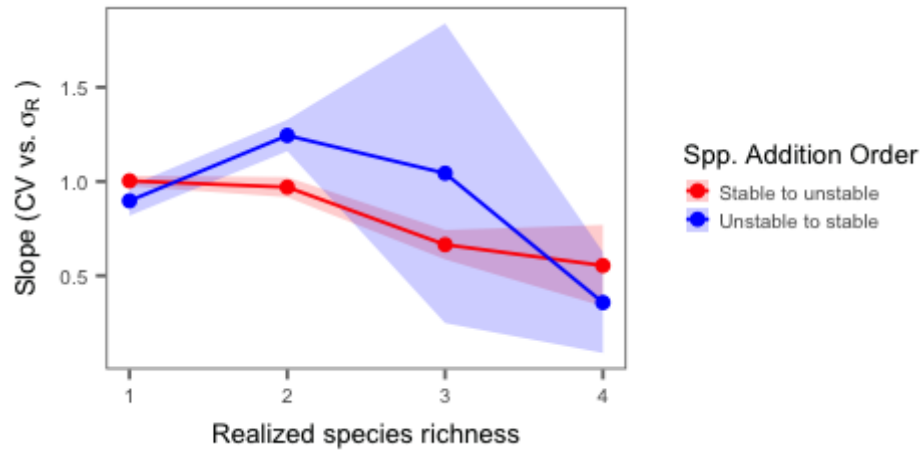 Slope (CV vs. σR )
1.5
1.0
0.5
1 2 3 4
Realized species richness
Spp. Addition Order
Stable to unstable
Unstable to stable